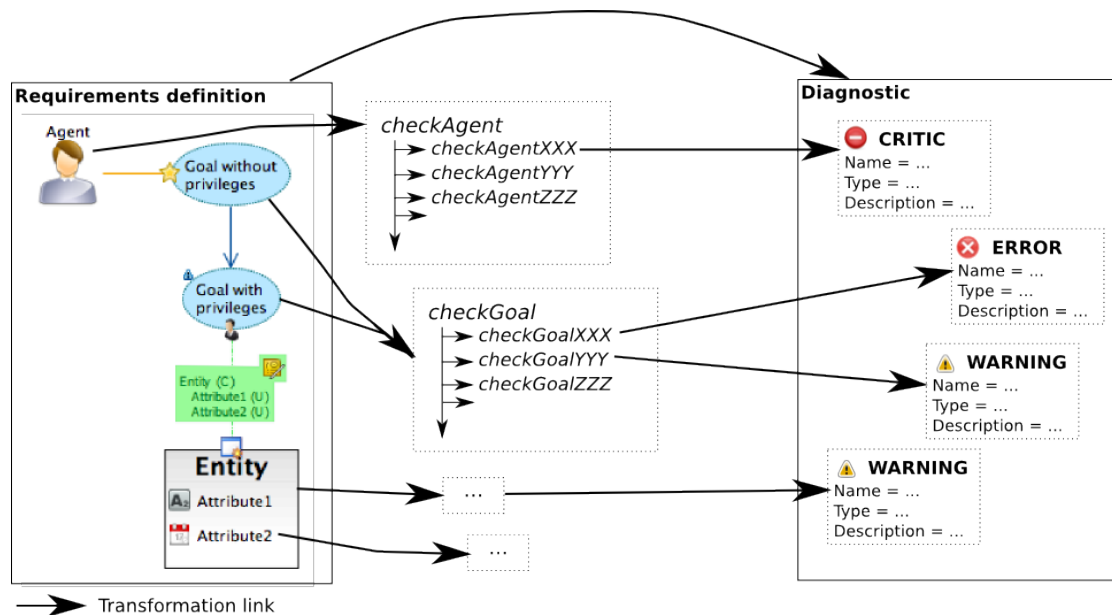 Requirements definition
Agent
Goal without
privileges
Goal with
privileges
Entity (C)
Attribute1 (U)
Attribute2 (U)
Entity
A₂ Attribute1
12 Attribute2
checkAgent
checkAgentXXX
checkAgentYYY
checkAgentZZZ
checkGoal
checkGoalXXX
checkGoalYYY
checkGoalZZZ
...
...
Diagnostic
CRITIC
Name = ...
Type = ...
Description = ...
ERROR
Name = ...
Type = ...
Description = ...
WARNING
Name = ...
Type = ...
Description = ...
WARNING
Name = ...
Type = ...
Description = ...
Transformation link